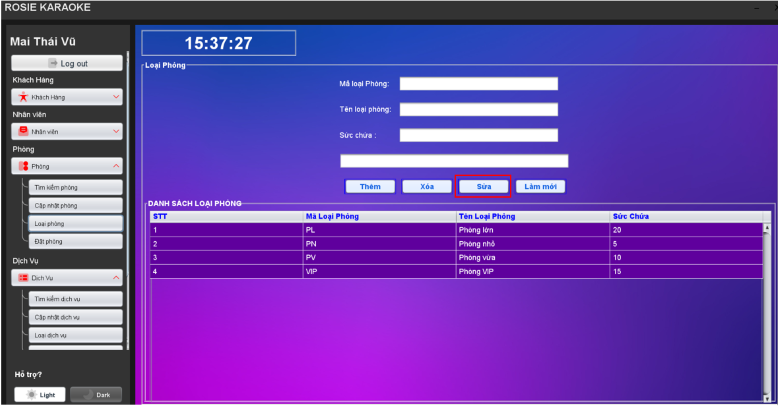 ROSIE KARAOKE
Mai Thái Vũ
Log out
Khách Hàng
Khách Hàng
Nhân viên
Nhân viên
Phòng
Phòng
Tìm kiếm phòng
Cập nhật phòng
Loại phòng
Đặt phòng
Dịch Vụ
Dịch Vụ
Tìm kiếm dịch vụ
Cập nhật dịch vụ
Loại dịch vụ
Hỗ trợ?
Light Dark
15:37:27
Loại Phòng
Mã loại Phòng:
Tên loại phòng:
Sức chứa :
Thêm Xóa Sửa Làm mới
DANH SÁCH LOẠI PHÒNG
STT Mã Loại Phòng Tên Loại Phòng Sức Chứa
1 PL Phòng lớn 20
2 PN Phòng nhỏ 5
3 PV Phòng vừa 10
4 VIP Phòng VIP 15